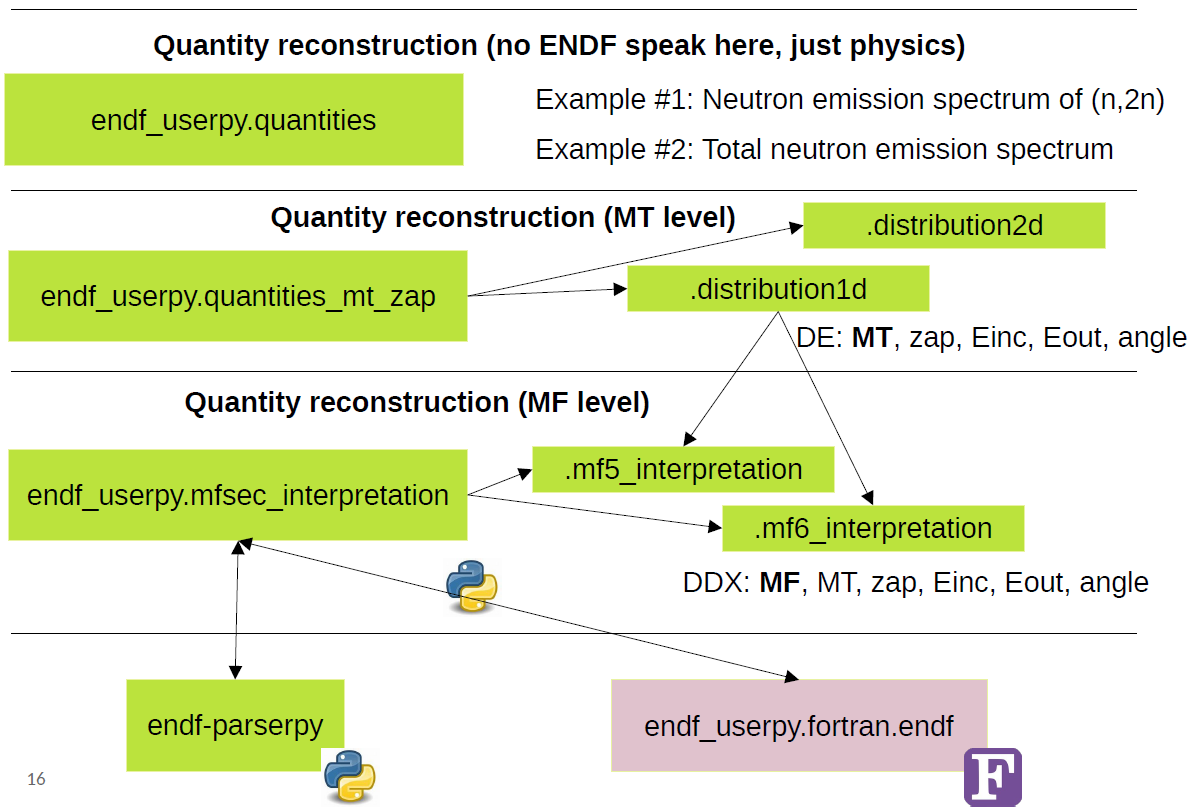 Quantity reconstruction (no ENDF speak here, just physics)
endf_userpy.quantities
Example #1: Neutron emission spectrum of (n,2n)
Example #2: Total neutron emission spectrum
Quantity reconstruction (MT level)
.distribution2d
endf_userpy.quantities_mt_zap
.distribution1d
DE: MT, zap, Einc, Eout, angle
Quantity reconstruction (MF level)
.mf5_interpretation
endf_userpy.mfsec_interpretation
.mf6_interpretation
DDX: MF, MT, zap, Einc, Eout, angle
endf-parserpy
endf_userpy.fortran.endf
16
F